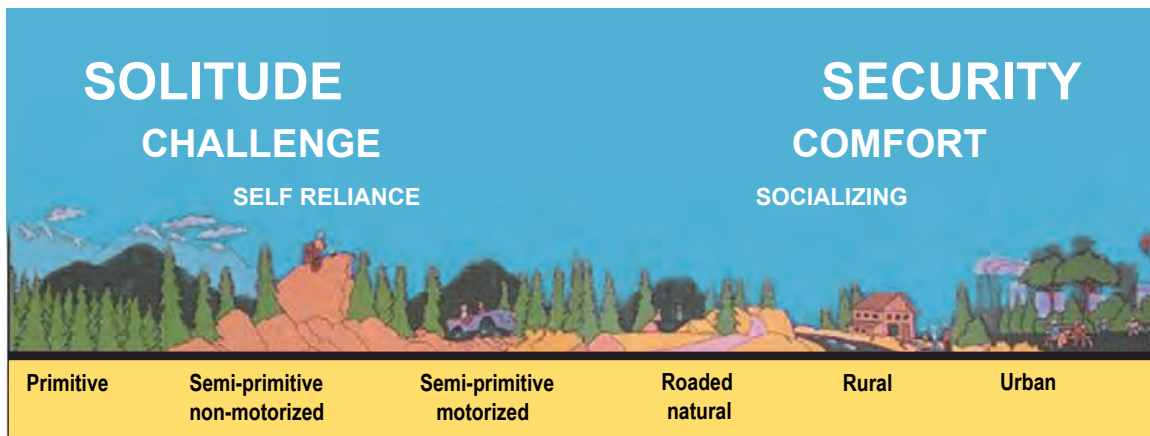 SOLITUDE
SECURITY
CHALLENGE
COMFORT
SELF RELIANCE
SOCIALIZING
Primitive
Semi-primitive
non-motorized
Semi-primitive
motorized
Roaded
natural
Rural
Urban